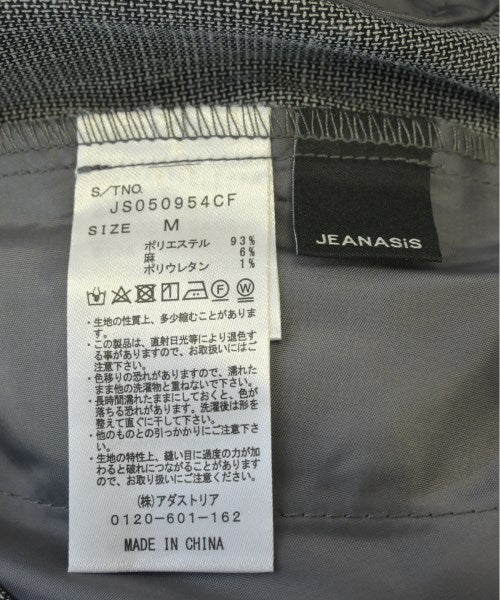 S/TNO.
JS050954CF
SIZE M
ポリエステル 93%
麻 6%
ポリウレタン 1%
・生地の性質上、多少縮むことがありま
す。
・この製品は、直射日光等により退色す
る事がありますので、お取扱いにはご
注意下さい。
・色移りの恐れがありますので、濡れた
まま他の洗濯物と重ねないで下さい。
・長時間濡れたままにしておくと、色が
落ちる恐れがあります。洗濯後は形を
整えて直ぐに干して下さい。
・他のものとの引っかかりにご注意下さ
い。
・生地の特性上、縫い目に過度の力が加
わると破れにつながることがあります
ので、お取り扱いにご注意ください。
(株)アダストリア
0120-601-162
MADE IN CHINA
JEANASiS